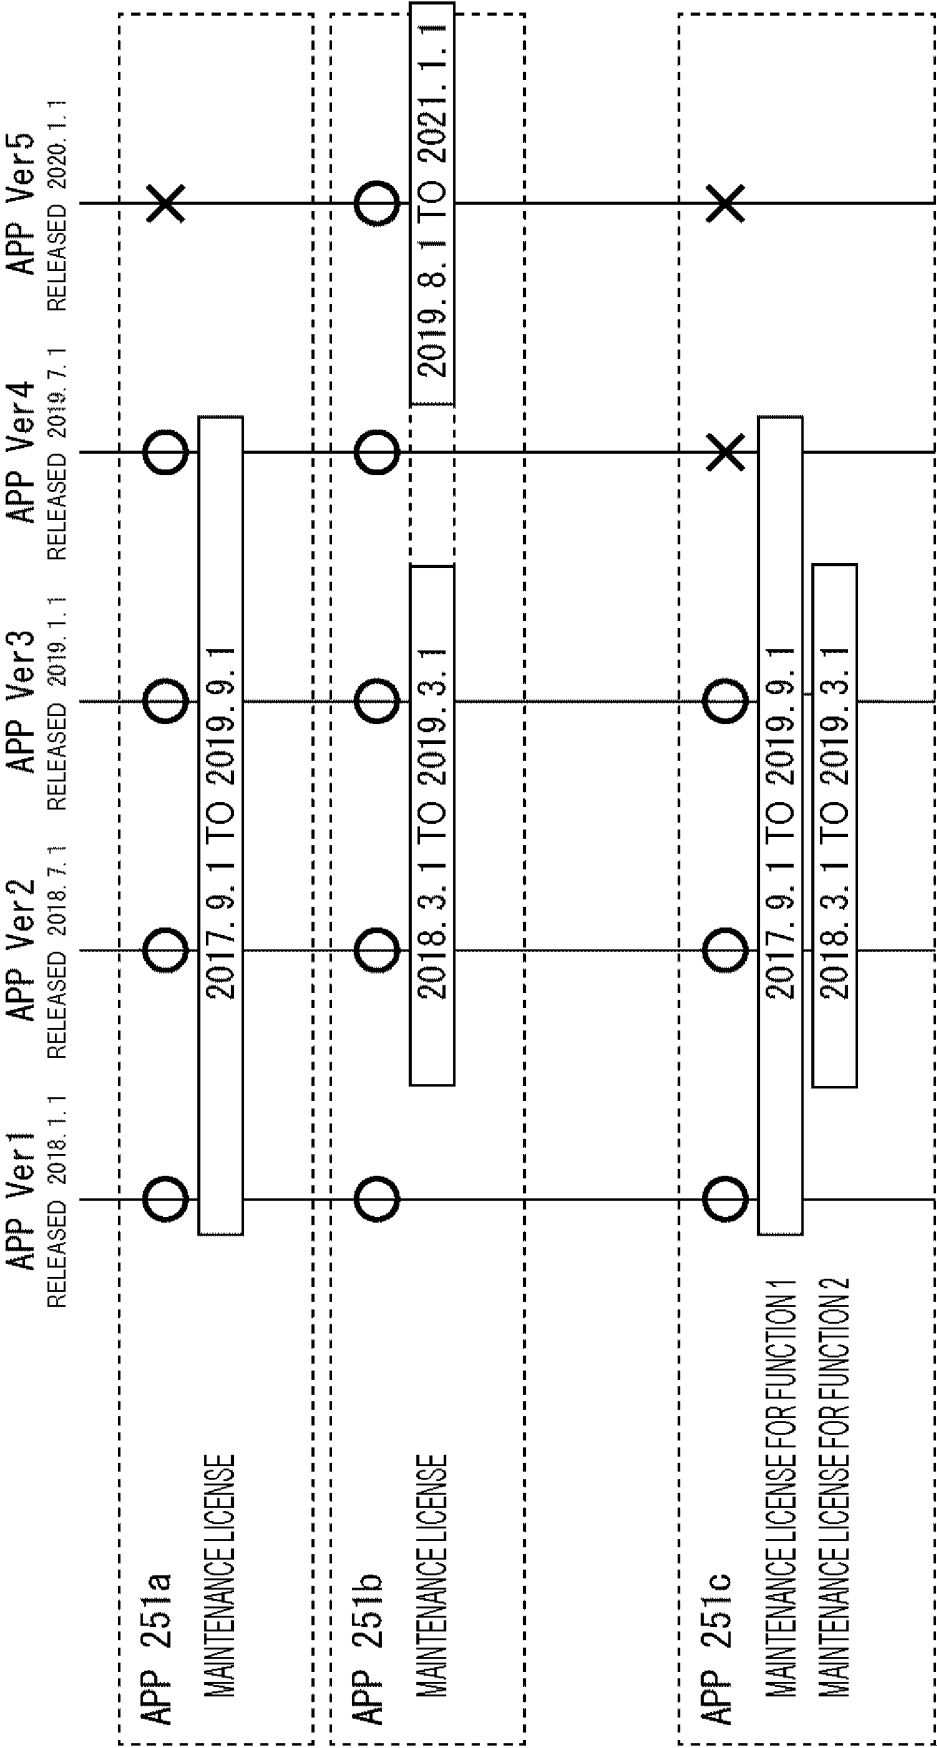 APP Ver1
RELEASED 2018.1.1
APP Ver2
RELEASED 2018.7.1
APP Ver3
RELEASED 2019.1.1
APP Ver4
RELEASED 2019.7.1
APP Ver5
RELEASED 2020.1.1
APP 251a
MAINTENANCE LICENSE
2017.9.1 TO 2019.9.1
APP 251b
MAINTENANCE LICENSE
2018.3.1 TO 2019.3.1
2019.8.1 TO 2021.1.1
APP 251c
MAINTENANCE LICENSE FOR FUNCTION 1
2017.9.1 TO 2019.9.1
MAINTENANCE LICENSE FOR FUNCTION 2
2018.3.1 TO 2019.3.1